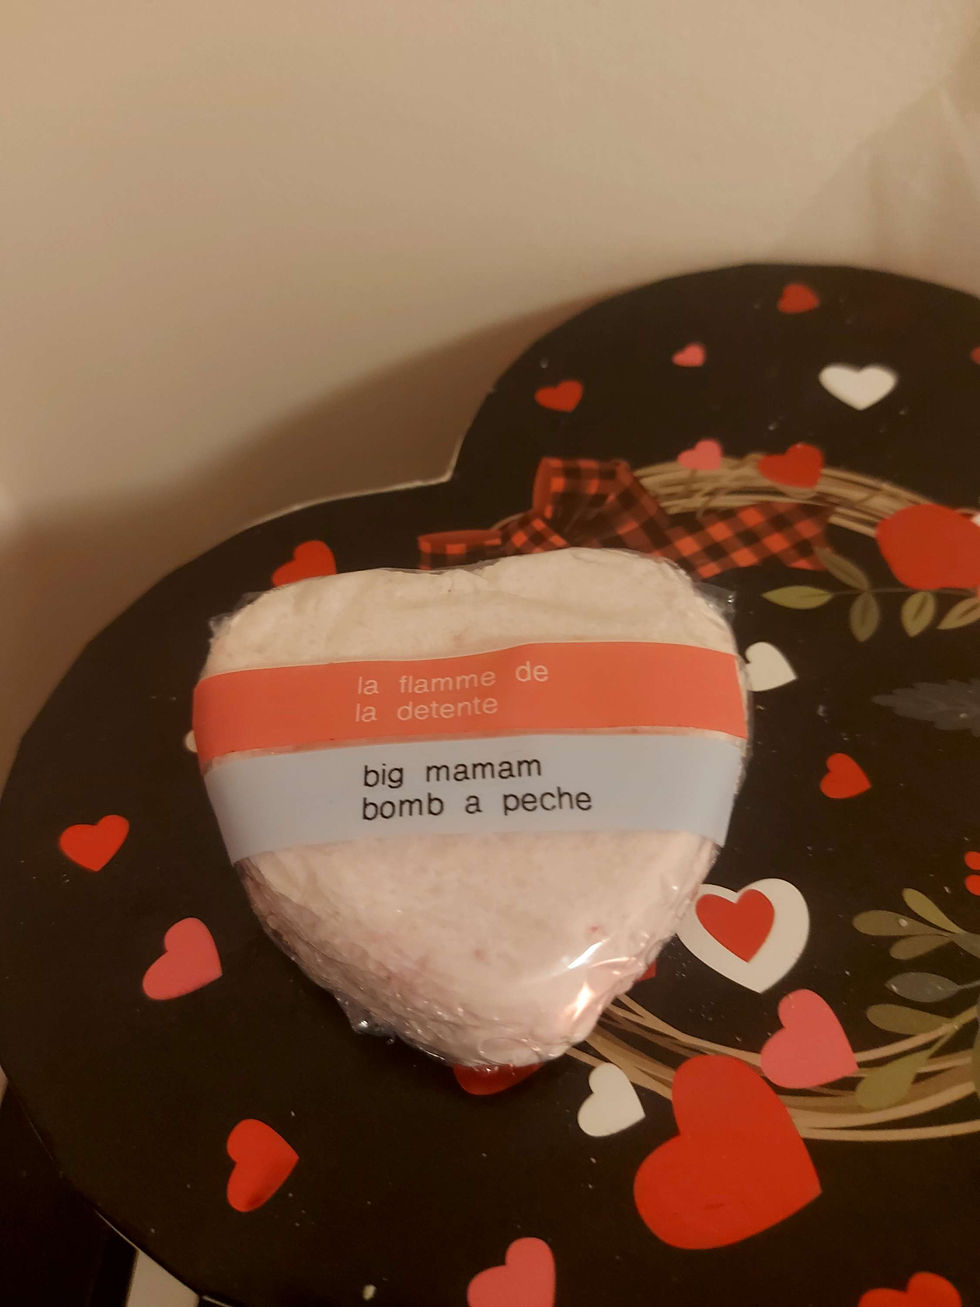 la flamme de
la detente
big mamam
bomb a peche